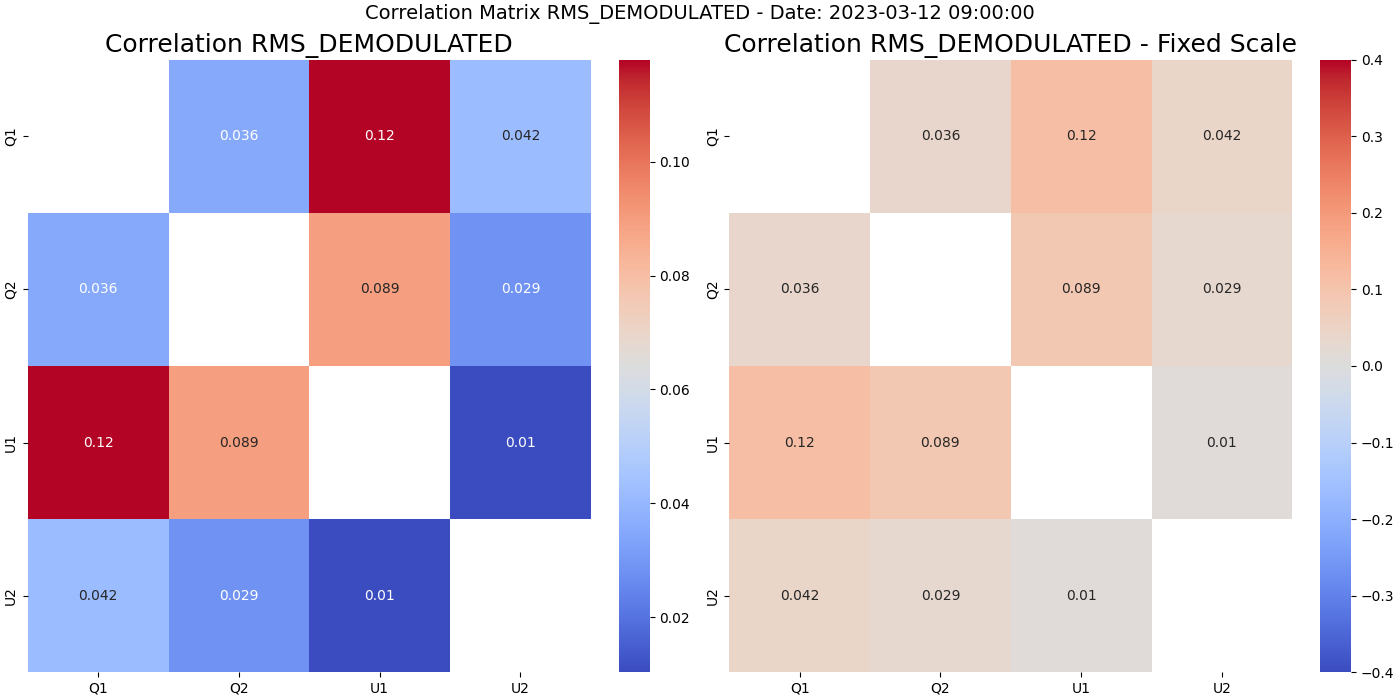 Correlation Matrix RMS_DEMODULATED - Date: 2023-03-12 09:00:00
Correlation RMS_DEMODULATED
Q1
0.036
0.12
0.042
Q2
0.036
0.089
0.029
U1
0.12
0.089
0.01
U2
0.042
0.029
0.01
Q1
Q2
U1
U2
0.10
0.08
0.06
0.04
0.02
Correlation RMS_DEMODULATED - Fixed Scale
Q1
0.036
0.12
0.042
Q2
0.036
0.089
0.029
U1
0.12
0.089
0.01
U2
0.042
0.029
0.01
Q1
Q2
U1
U2
0.4
0.3
0.2
0.1
0.0
−0.1
−0.2
−0.3
−0.4